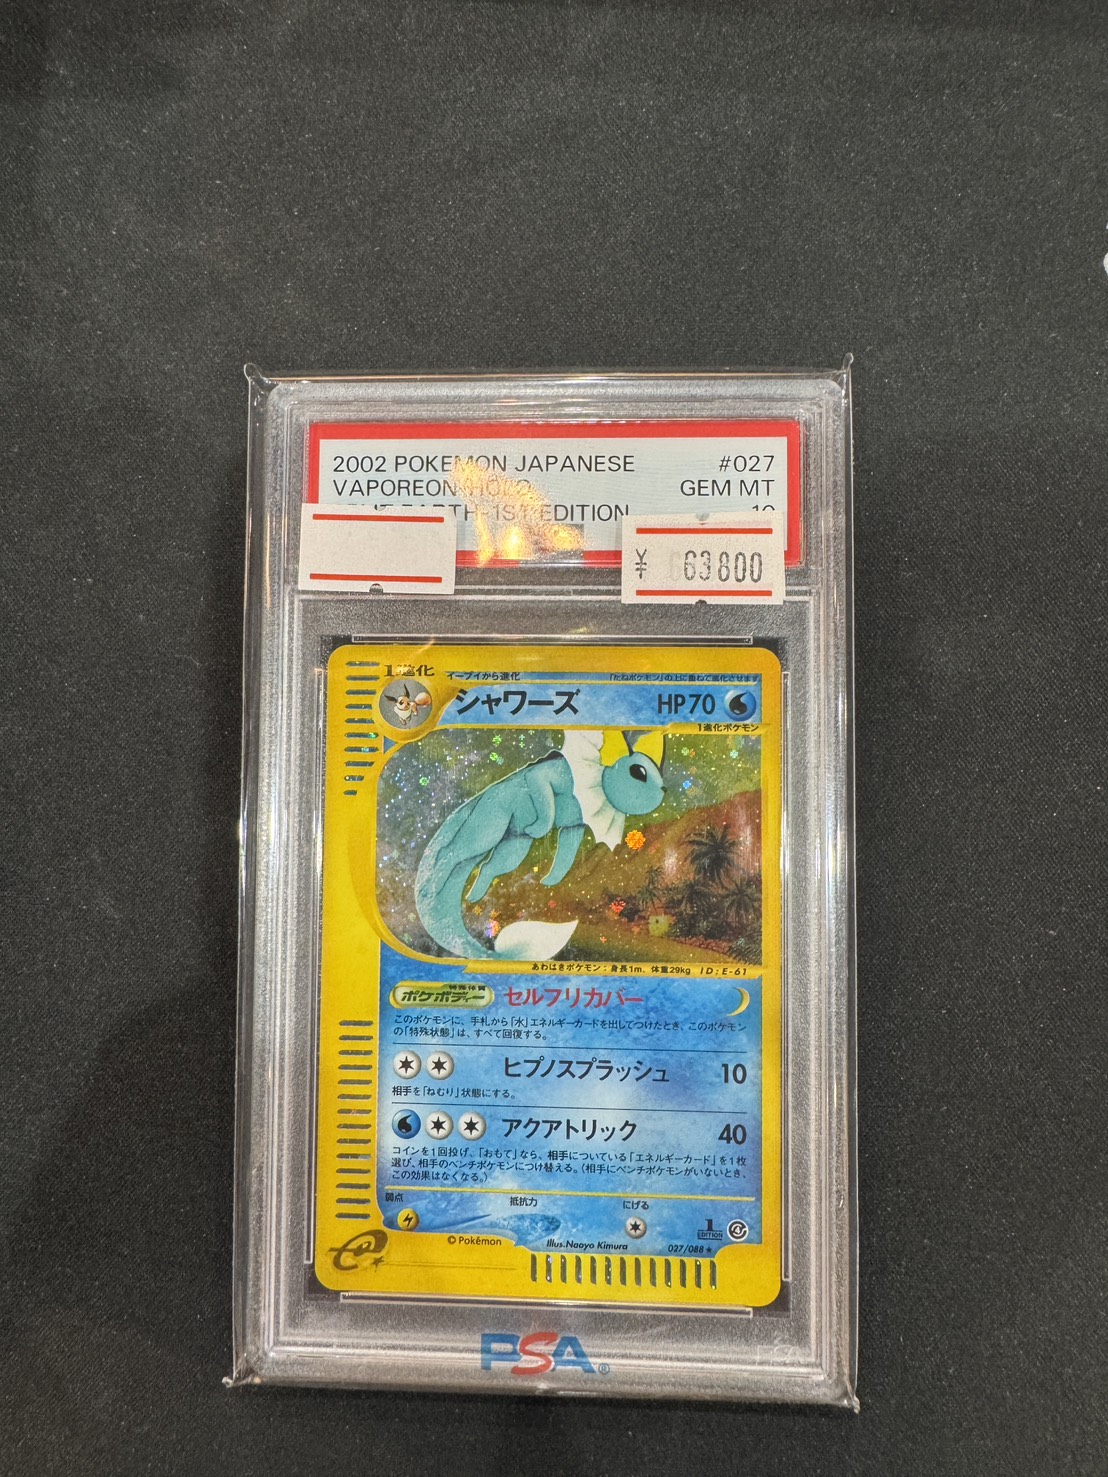 2002 POKEMON JAPANESE #027
VAPOREON-HOLO GEM MT
EARTH-1ST EDITION 10
¥ 63800
1進化 イーブイから進化 「たねポケモン」の上に重ねて進化させます
シャワーズ HP70
1進化ポケモン
あわはきポケモン:身長1m、体重29kg ID:E-61
特殊体質
ポケボディー セルフリカバー
このポケモンに、手札から「水」エネルギーカードを出してつけたとき、このポケモン
の「特殊状態」は、すべて回復する。
ヒプノスプラッシュ 10
相手を「ねむり」状態にする。
アクアトリック 40
コインを1回投げ、「おもて」なら、相手についている「エネルギーカード」を1枚
選び、相手のベンチポケモンにつけ替える。(相手にベンチポケモンがいないとき、
この効果はなくなる。)
弱点 抵抗力 にげる
1
EDITION
©Pokémon Illus.Naoyo Kimura 027/088★
e
PSA®